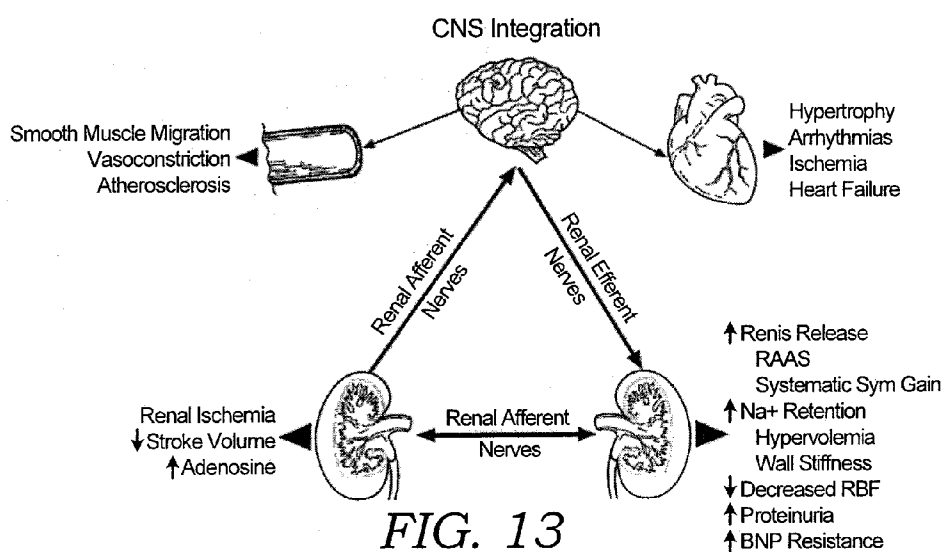 CNS Integration
Smooth Muscle Migration
Vasoconstriction
Atherosclerosis
Hypertrophy
Arrhythmias
Ischemia
Heart Failure
Renal Afferent
Nerves
Renal Efferent
Nerves
Renal Ischemia
↓Stroke Volume
↑Adenosine
Renal Afferent
Nerves
↑Renis Release
RAAS
Systematic Sym Gain
↑Na+ Retention
Hypervolemia
Wall Stiffness
↓Decreased RBF
↑Proteinuria
↑BNP Resistance
FIG. 13